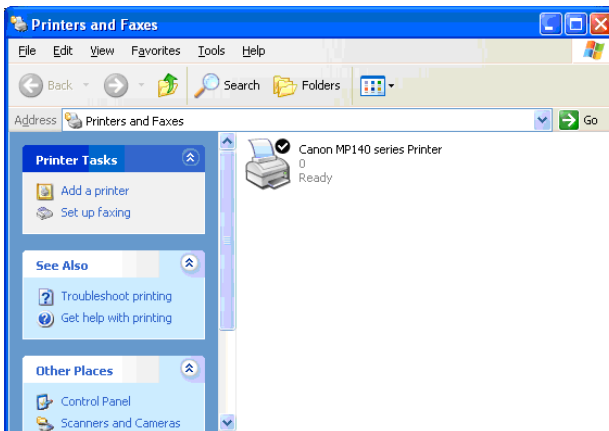 Printers and Faxes
File Edit View Favorites Tools Help
Back Search Folders
Address Printers and Faxes Go
Printer Tasks
Add a printer
Set up faxing
See Also
Troubleshoot printing
Get help with printing
Other Places
Control Panel
Scanners and Cameras
Canon MP140 series Printer
0
Ready